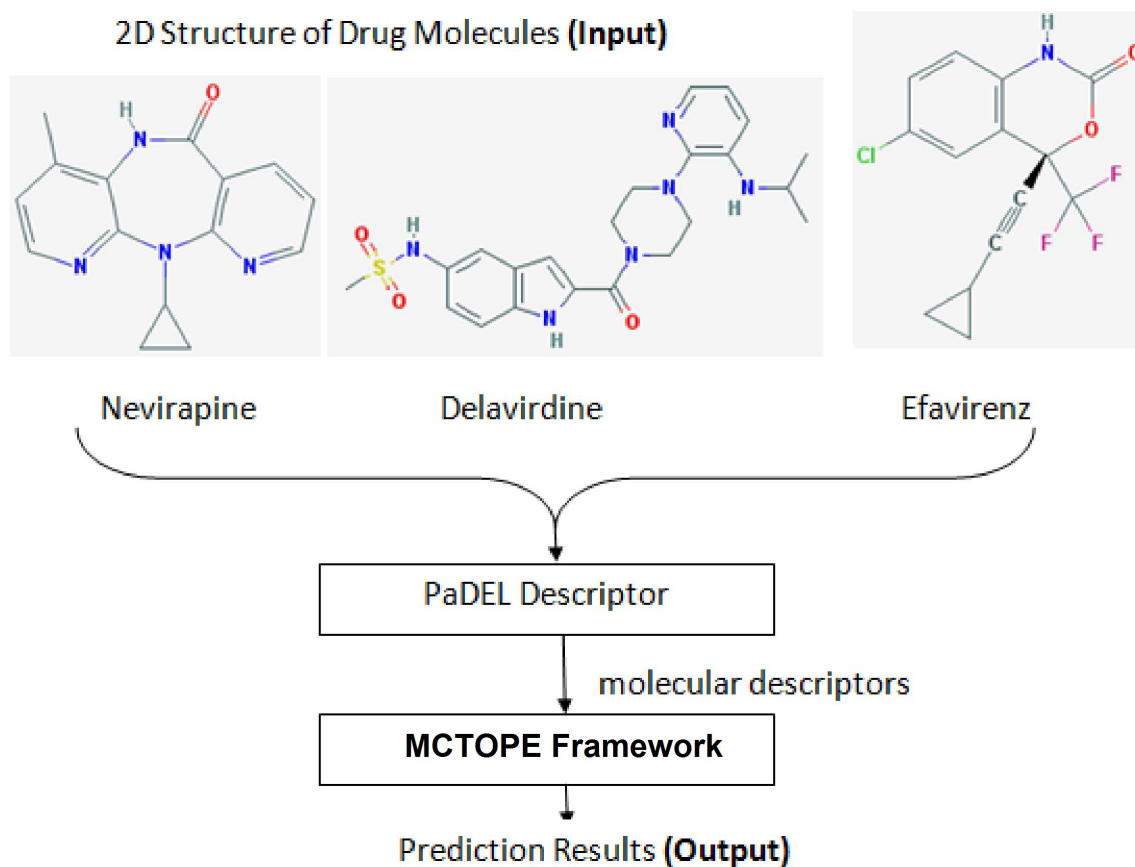 2D Structure of Drug Molecules (Input)
H
N
O
N
N
N
N
N
N
H
N
N
O
H
N
S
O
O
N
H
H
N
O
O
Cl
C
C
F
F
F
Nevirapine
Delavirdine
Efavirenz
PaDEL Descriptor
molecular descriptors
MCTOPE Framework
Prediction Results (Output)